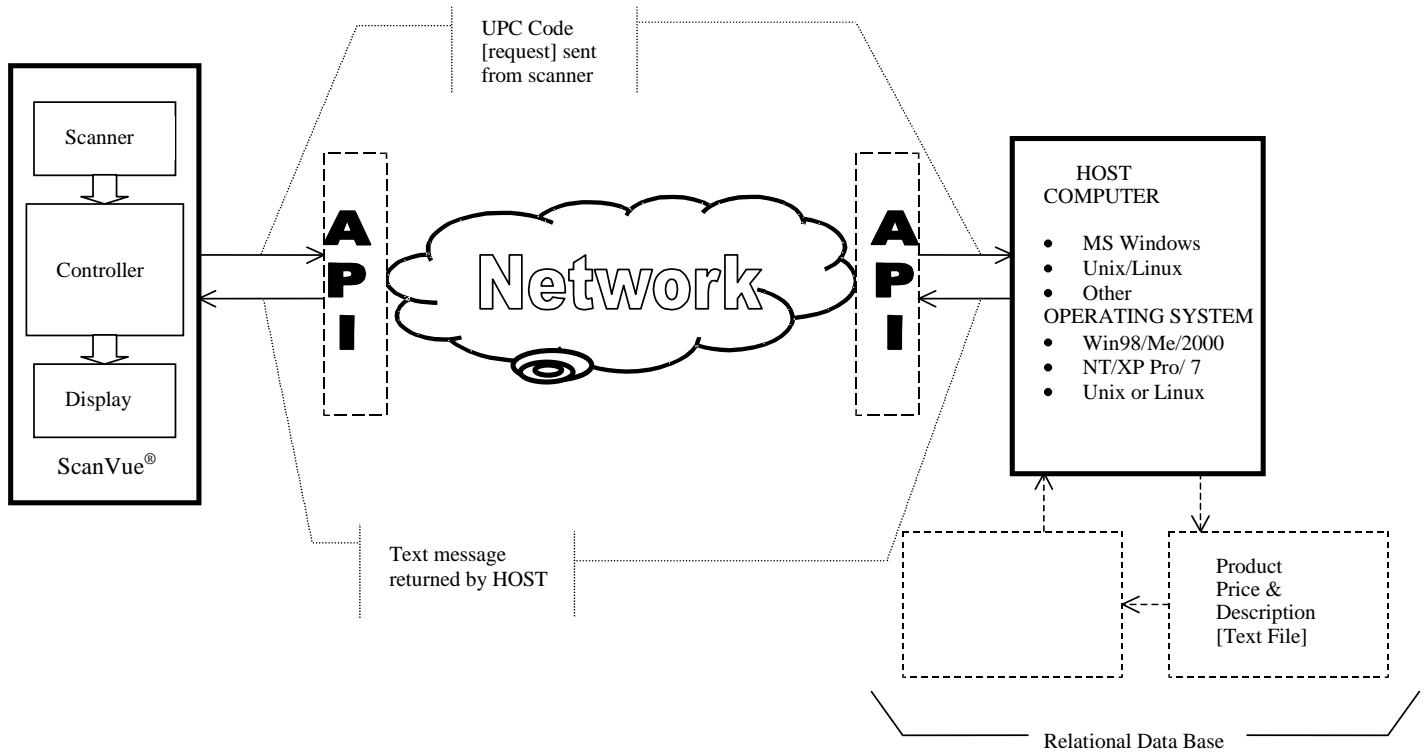 UPC Code
[request] sent
from scanner
Scanner
Controller
Display
ScanVue®
A
P
I
Network
A
P
I
HOST
COMPUTER
• MS Windows
• Unix/Linux
• Other
OPERATING SYSTEM
• Win98/Me/2000
• NT/XP Pro/ 7
• Unix or Linux
Text message
returned by HOST
Product
Price &
Description
[Text File]
Relational Data Base